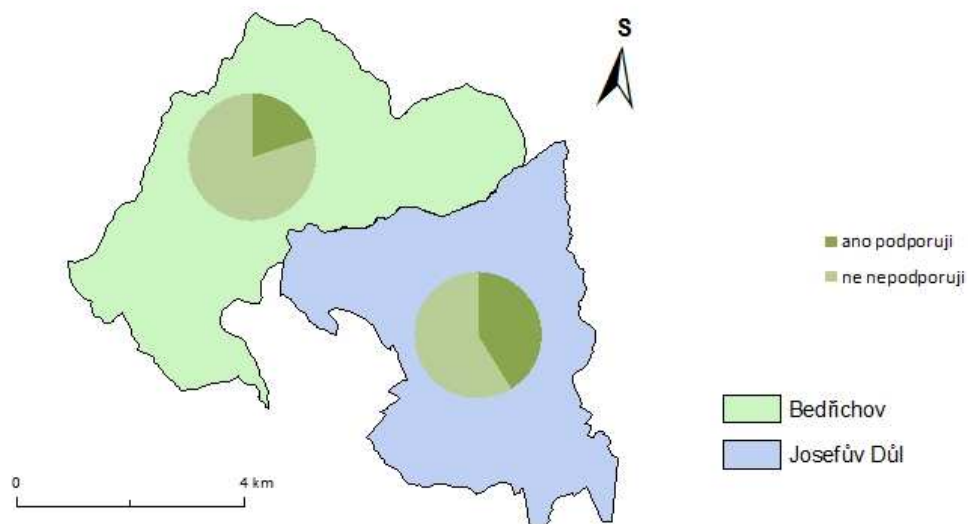 S
ano podporuji
ne nepodporuji
Bedřichov
Josefův Důl
0 4 km